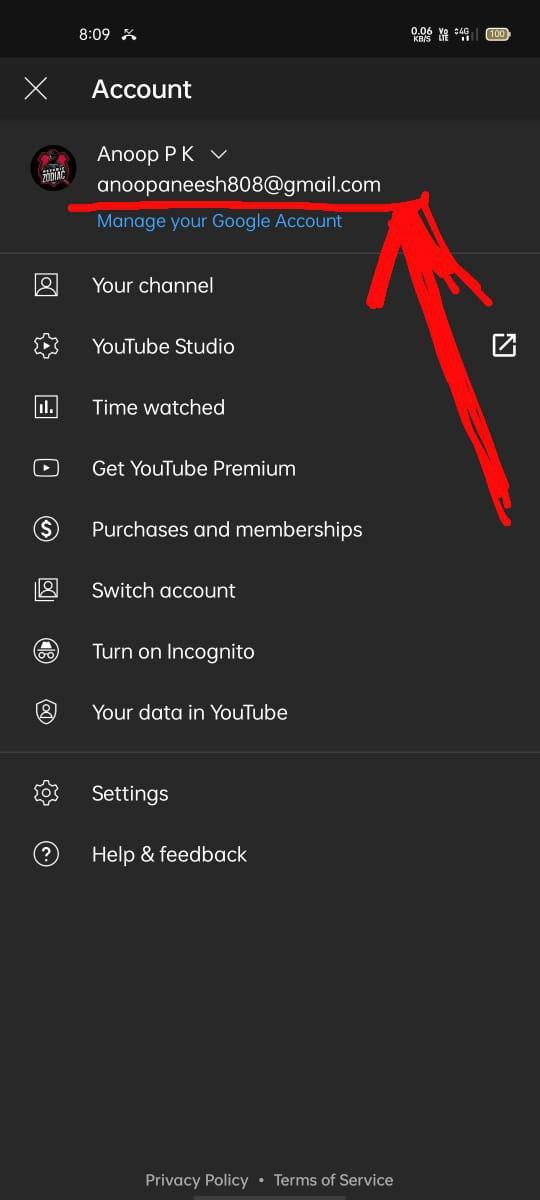 8:09 0.06 KB/S Vo LTE 4G 100
Account
Anoop P K
anoopaneesh808@gmail.com
Manage your Google Account
Your channel
YouTube Studio
Time watched
Get YouTube Premium
Purchases and memberships
Switch account
Turn on Incognito
Your data in YouTube
Settings
Help & feedback
Privacy Policy • Terms of Service